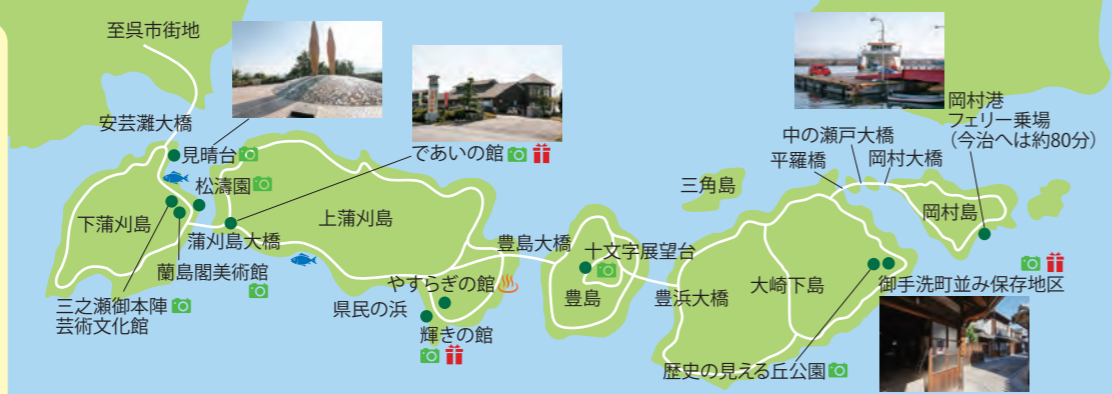 至呉市街地
安芸灘大橋
見晴台
松濤園
下蒲刈島
蒲刈島大橋
蘭島閣美術館
三之瀬御本陣
芸術文化館
であいの館
上蒲刈島
豊島大橋
やすらぎの館
県民の浜
輝きの館
十文字展望台
豊島
豊浜大橋
三角島
大崎下島
平羅橋
中の瀬戸大橋
岡村大橋
岡村島
岡村港
フェリー乗場
（今治へは約80分）
御手洗町並み保存地区
歴史の見える丘公園